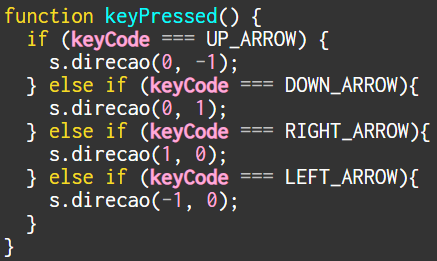 function keyPressed() {
  if (keyCode === UP_ARROW) {
    s.direcao(0, -1);
  } else if (keyCode === DOWN_ARROW){
    s.direcao(0, 1);
  } else if (keyCode === RIGHT_ARROW){
    s.direcao(1, 0);
  } else if (keyCode === LEFT_ARROW){
    s.direcao(-1, 0);
  }
}